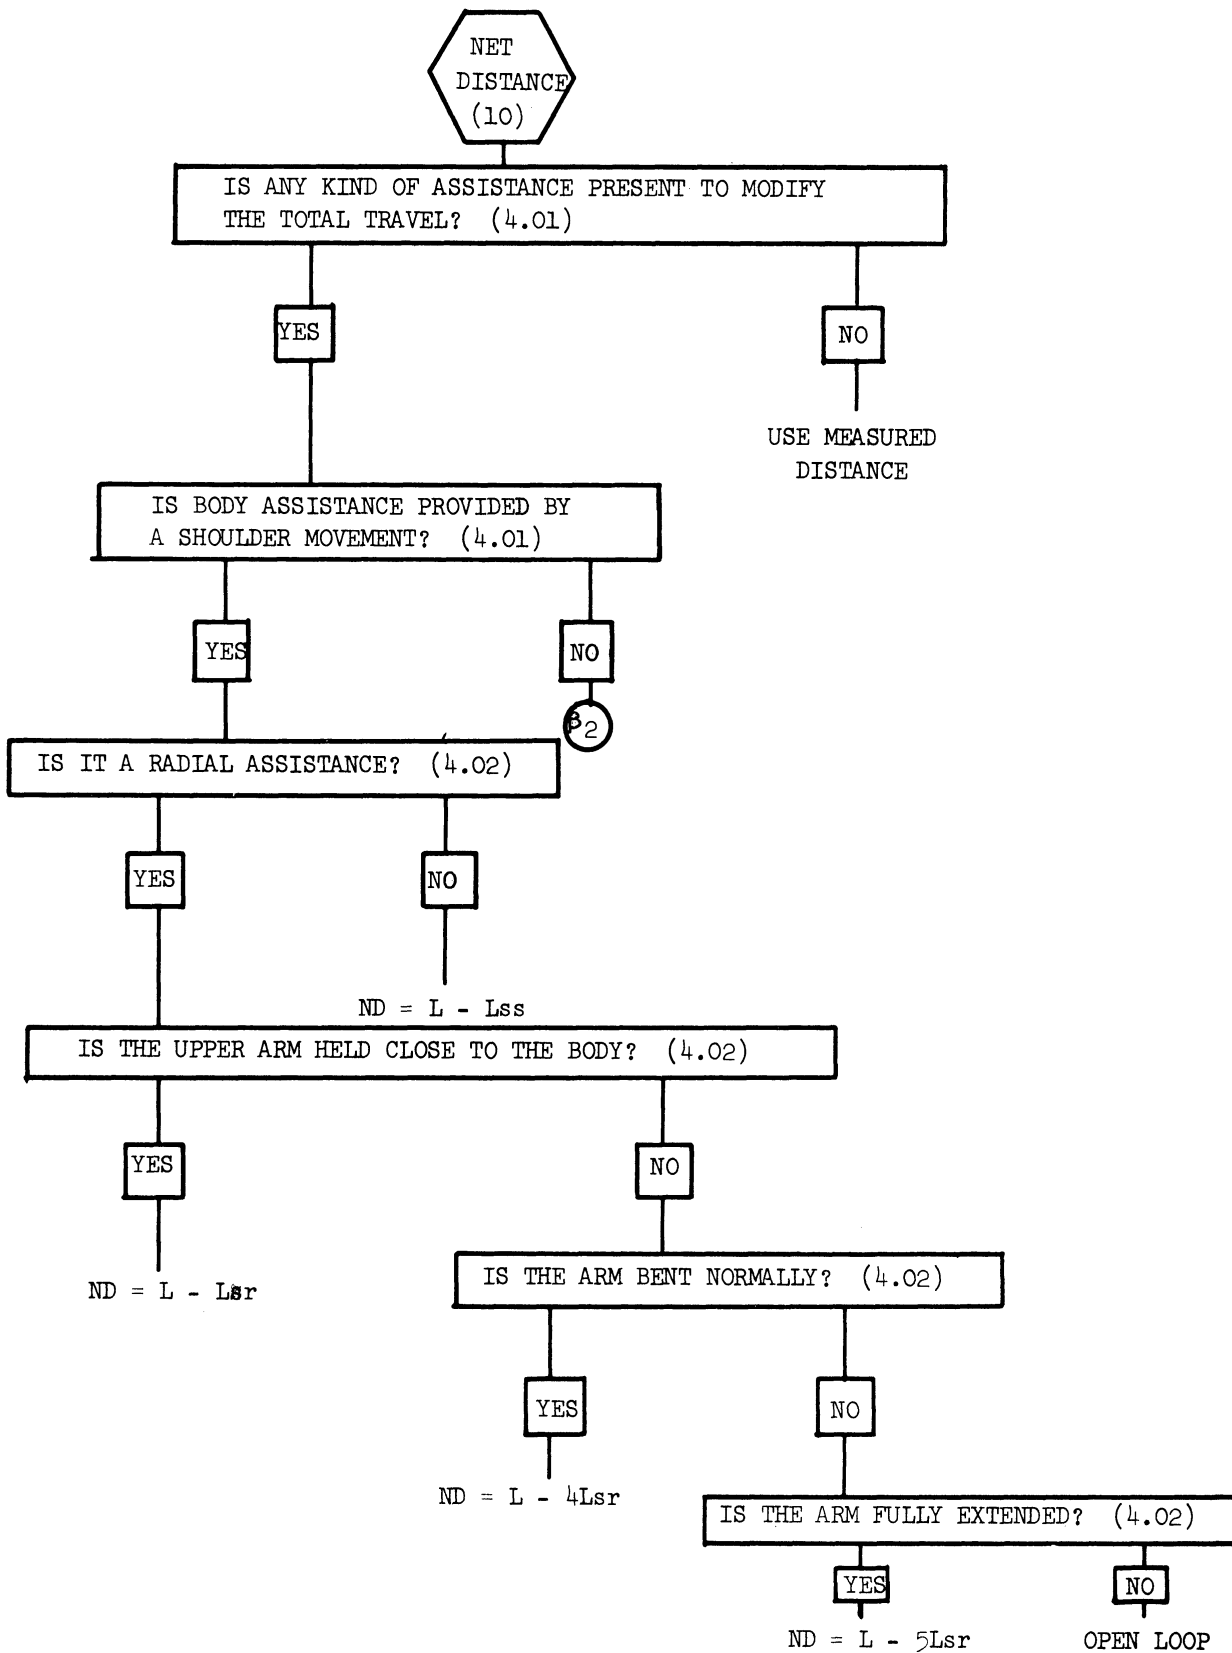 NET
DISTANCE
(10)
IS ANY KIND OF ASSISTANCE PRESENT TO MODIFY
THE TOTAL TRAVEL? (4.01)
YES
NO
USE MEASURED
DISTANCE
IS BODY ASSISTANCE PROVIDED BY
A SHOULDER MOVEMENT? (4.01)
YES
NO
β2
IS IT A RADIAL ASSISTANCE? (4.02)
YES
NO
ND = L - Lss
IS THE UPPER ARM HELD CLOSE TO THE BODY? (4.02)
YES
NO
ND = L - Lsr
IS THE ARM BENT NORMALLY? (4.02)
YES
NO
ND = L - 4Lsr
IS THE ARM FULLY EXTENDED? (4.02)
YES
NO
ND = L - 5Lsr
OPEN LOOP